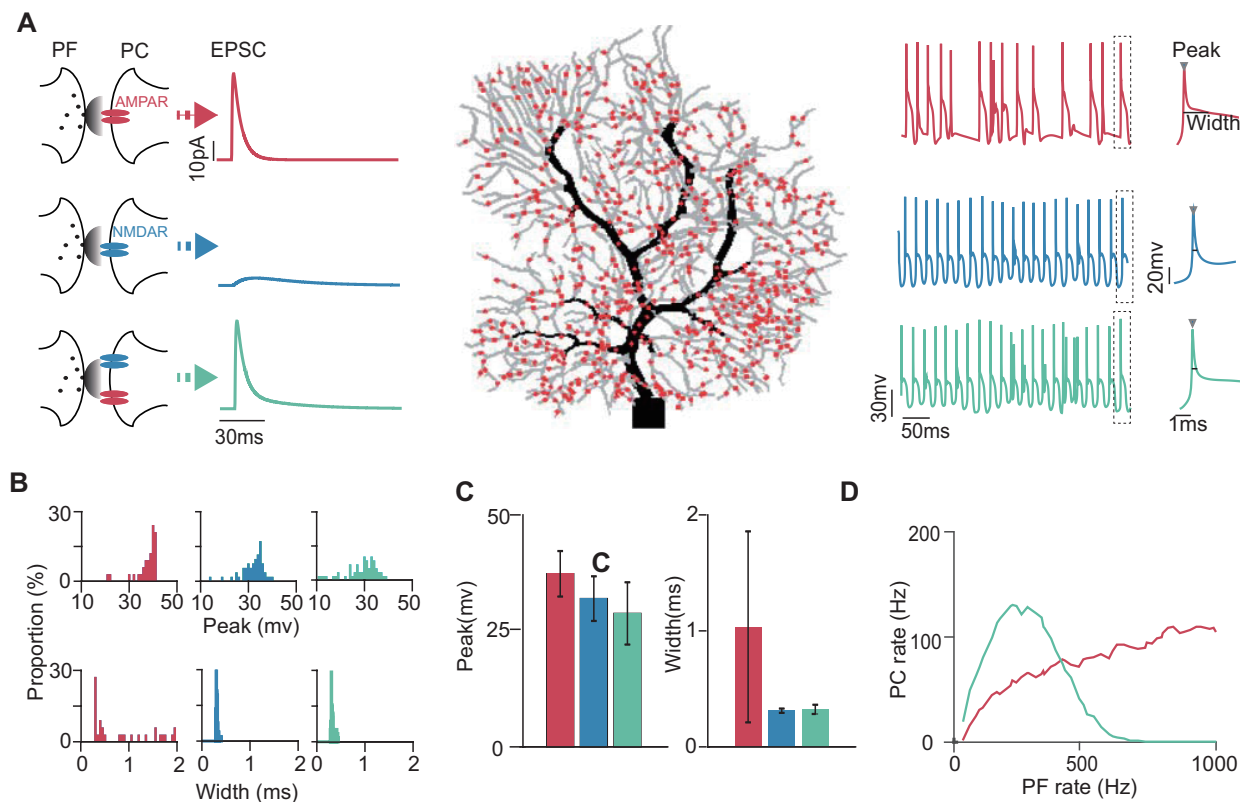 A
PF
PC
EPSC
AMPAR
10pA
NMDAR
30ms
Peak
Width
20mv
30mv
50ms
1ms
B
Proportion (%)
30
0
10 30 50
10 30 50
10 30 50
Peak (mv)
30
0
0 1 2
0 1 2
0 1 2
Width (ms)
C
50
25
0
Peak(mv)
C
2
1
0
Width(ms)
D
200
100
0
PC rate (Hz)
0 500 1000
PF rate (Hz)